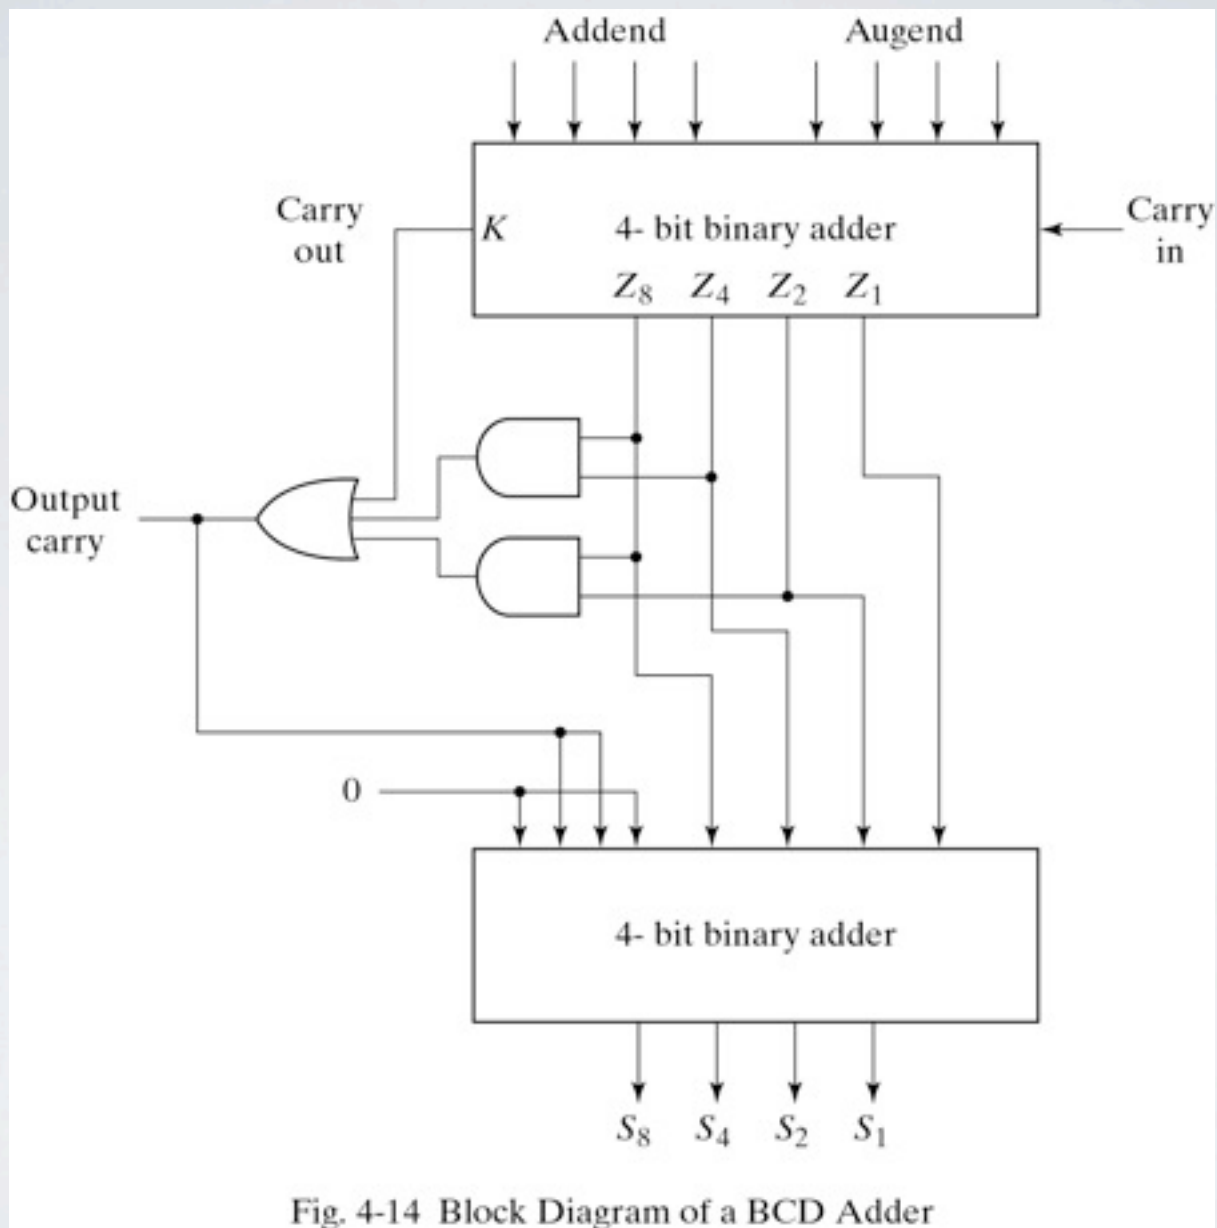 Addend Augend
Carry out
K
4- bit binary adder
Carry in
Z8 Z4 Z2 Z1
Output carry
0
4- bit binary adder
S8 S4 S2 S1
Fig. 4-14 Block Diagram of a BCD Adder